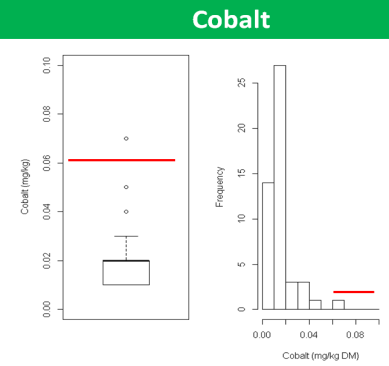 Cobalt
Cobalt (mg/kg)
0.00 0.02 0.04 0.06 0.08 0.10
Frequency
0 5 10 15 20 25
0.00 0.04 0.08
Cobalt (mg/kg DM)